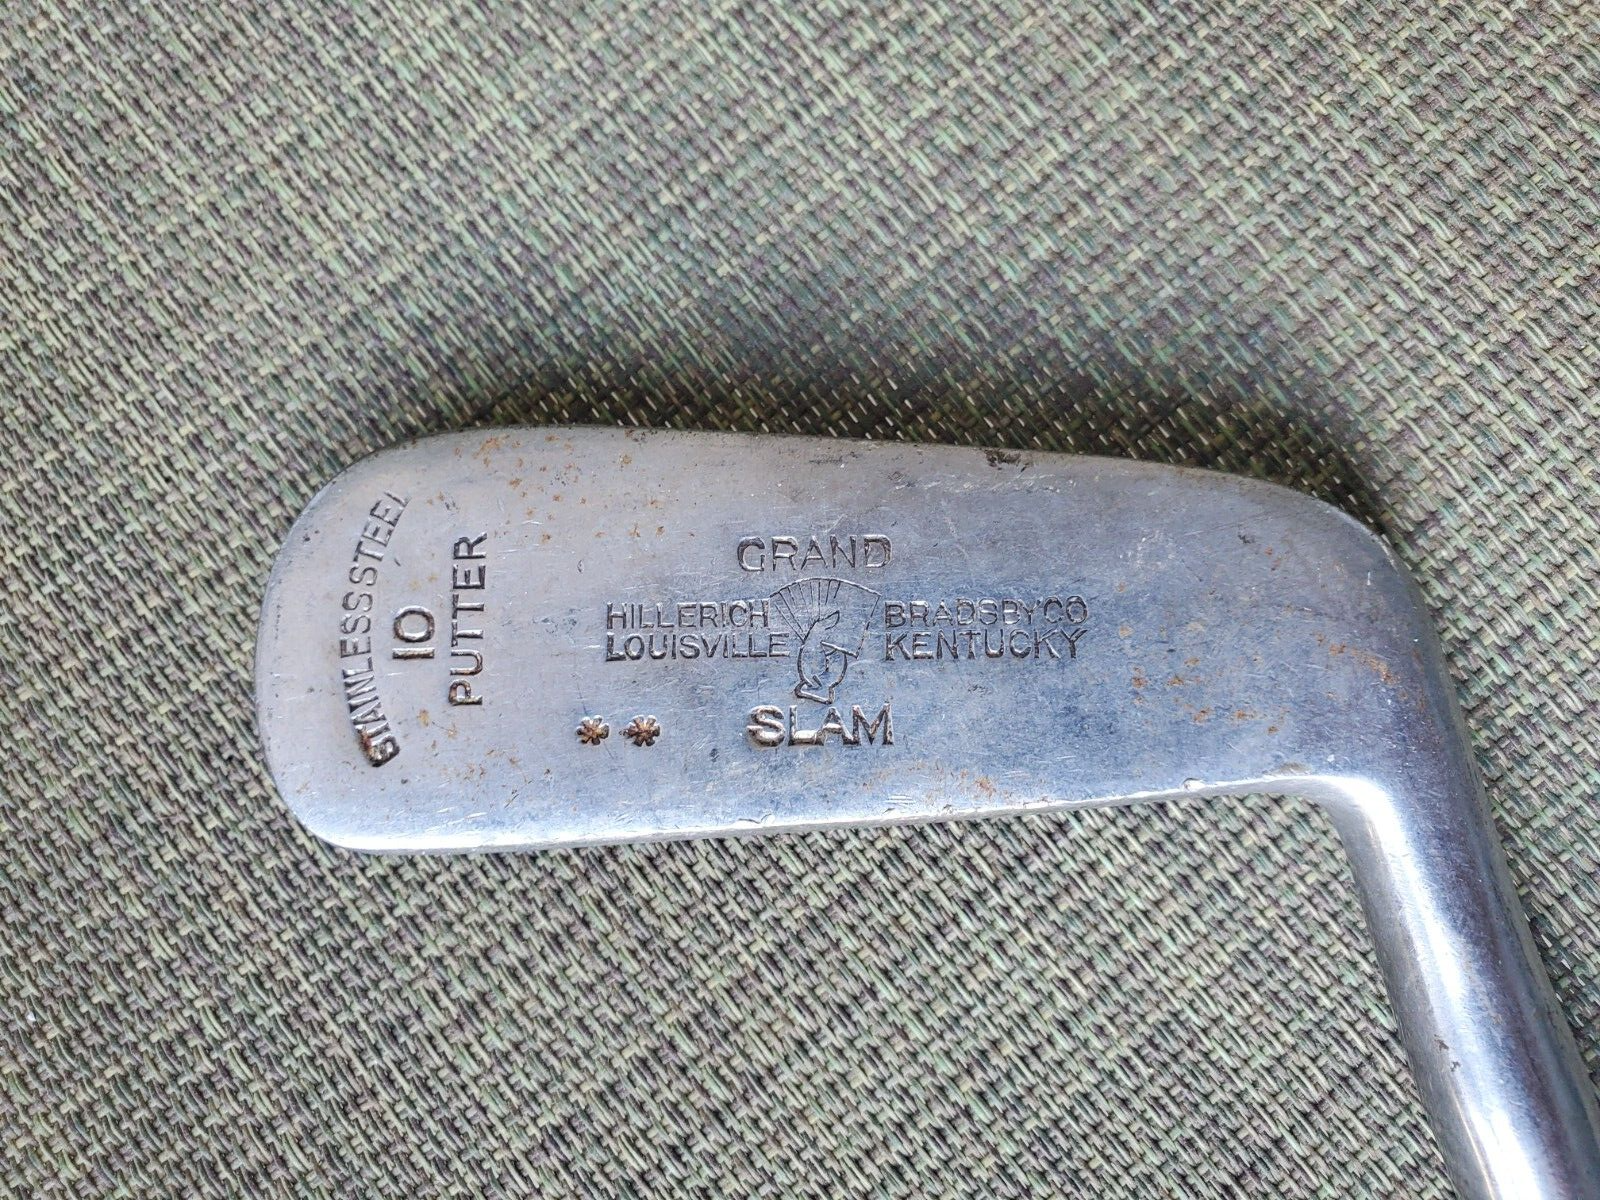 STAINLESS STEEL
10
PUTTER
GRAND
HILLERICH BRADSBY CO
LOUISVILLE KENTUCKY
SLAM
**